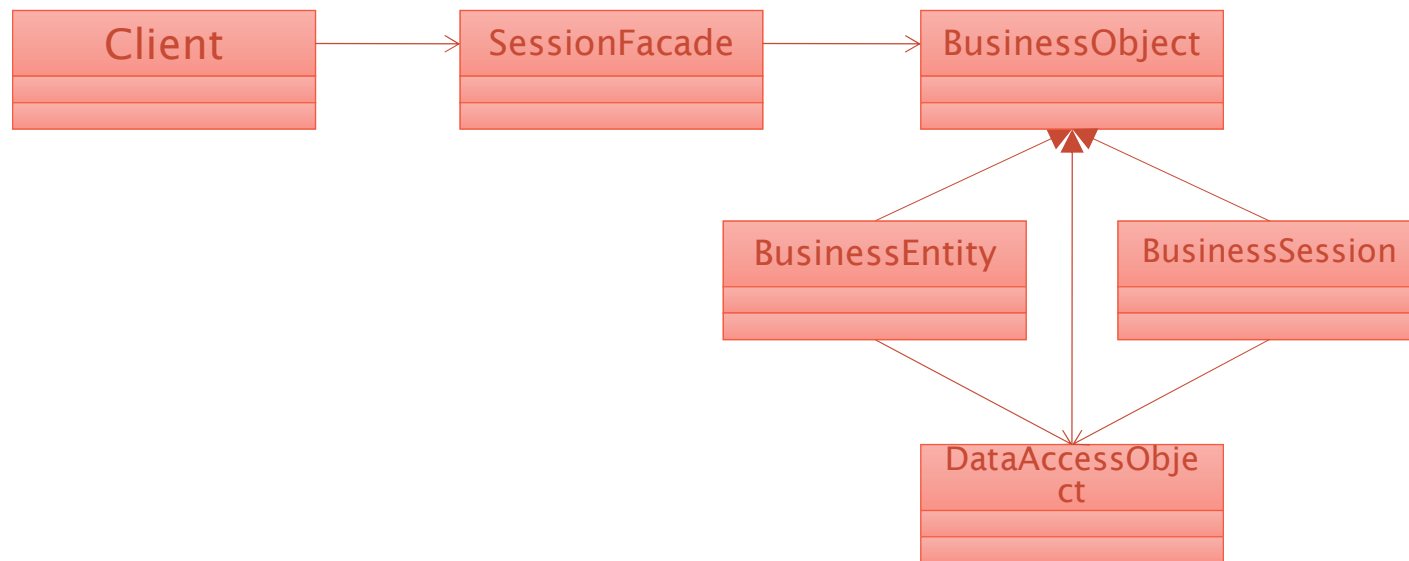 Client
SessionFacade
BusinessObject
BusinessEntity
BusinessSession
DataAccessObje
ct